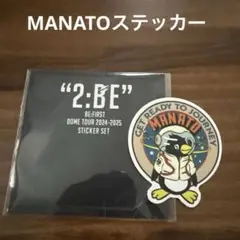 MANATOステッカー
“2:BE”
BE:FIRST
DOME TOUR 2024-2025
STICKER SET
GET READY TO JOURNEY
MANATO